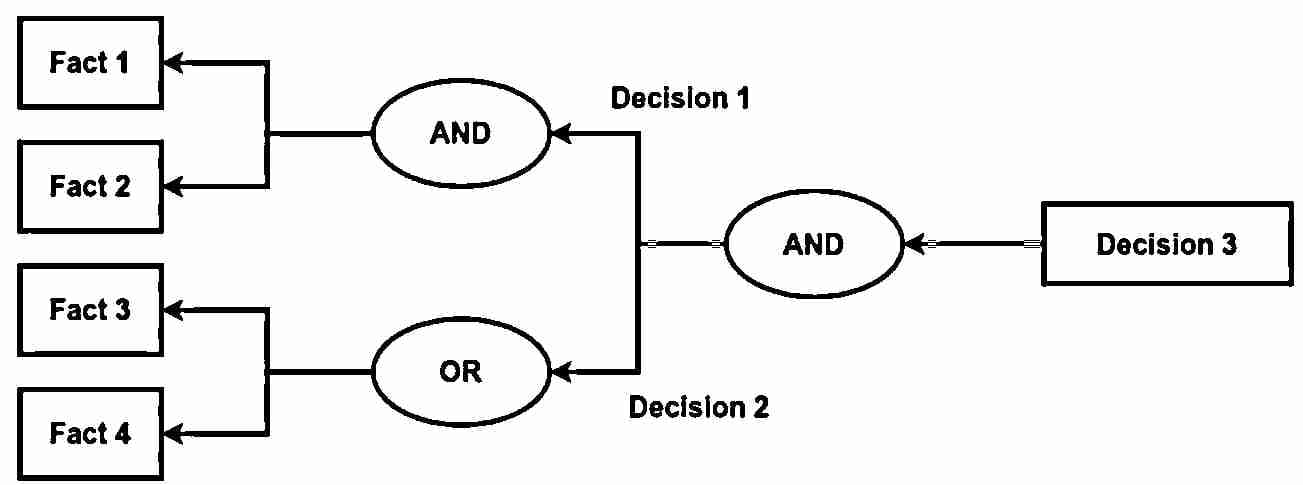 Fact 1
Decision 1
AND
Fact 2
AND
Decision 3
Fact 3
OR
Decision 2
Fact 4